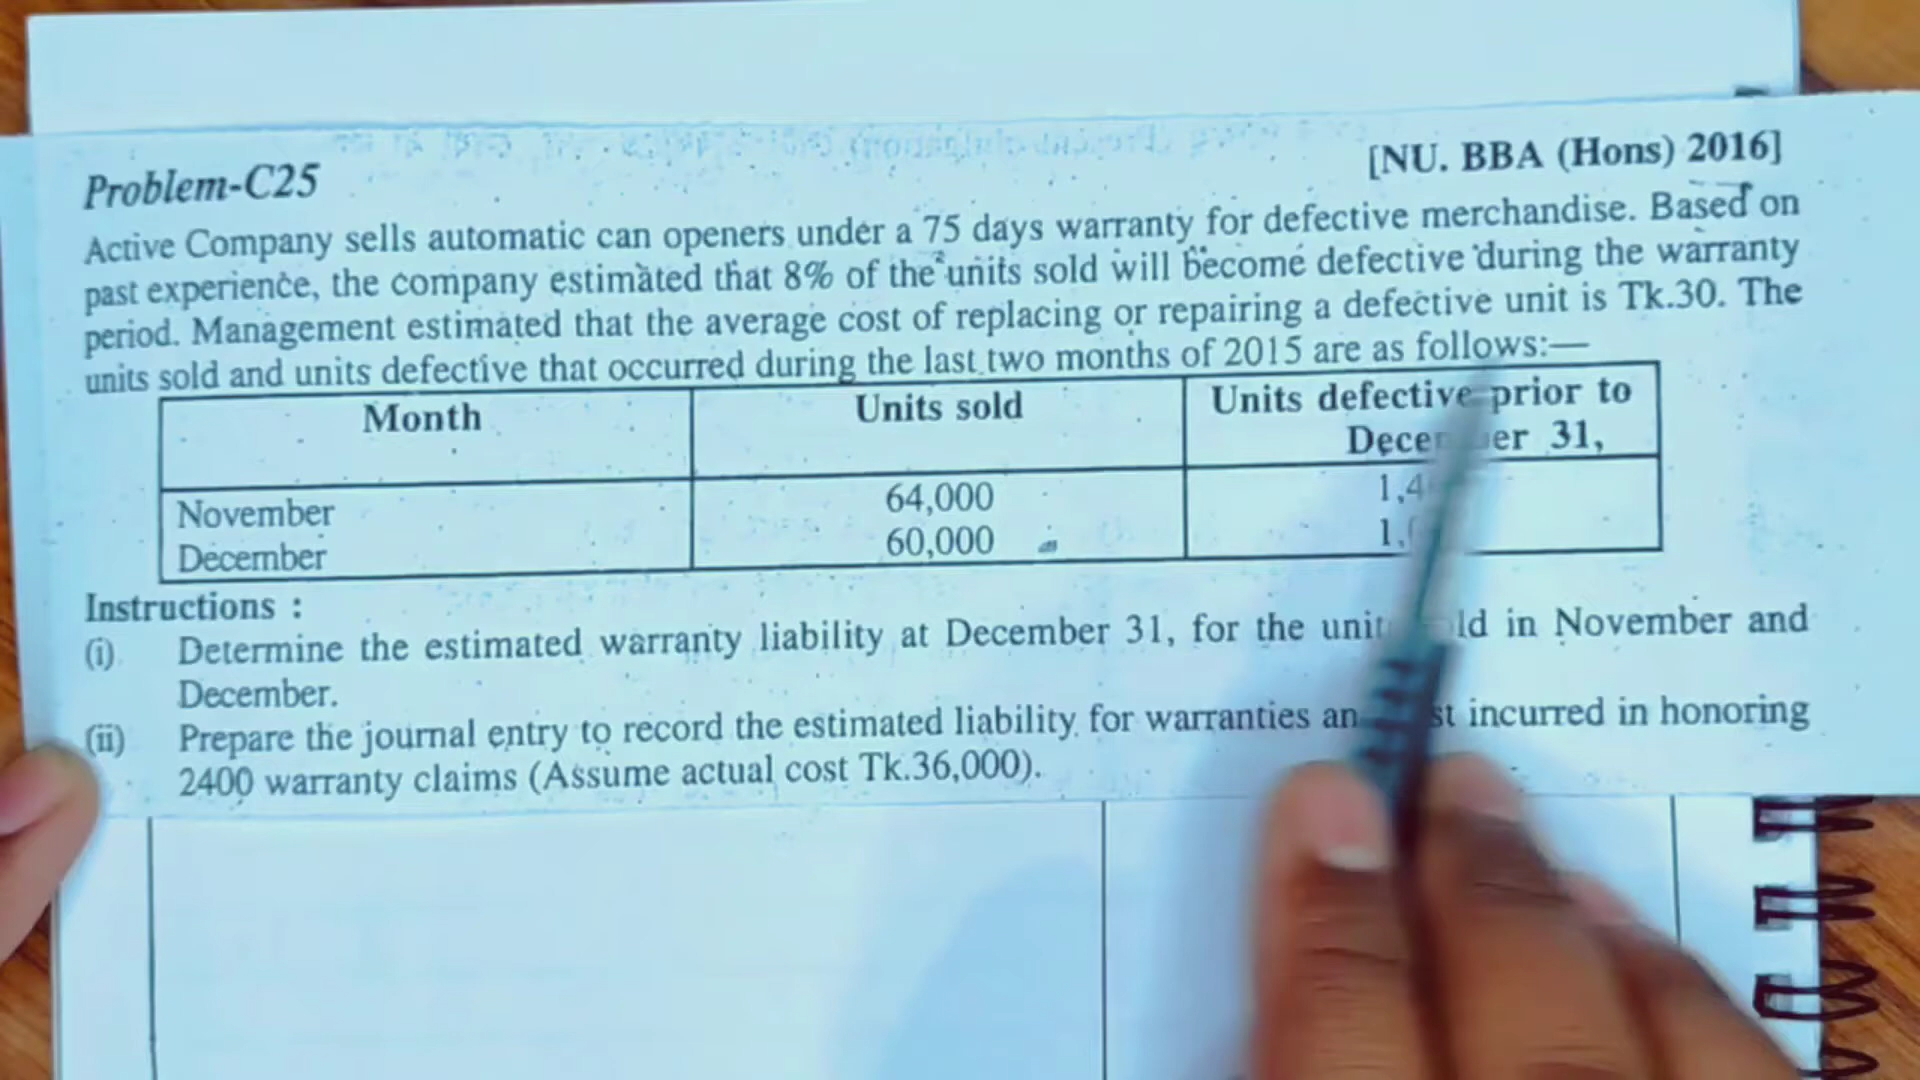 [NU. BBA (Hons) 2016]
Problem-C25
Active Company sells automatic can openers under a 75 days warranty for defective merchandise. Based on
past experience, the company estimated that 8% of the units sold will become defective during the warranty
period. Management estimated that the average cost of replacing or repairing a defective unit is Tk.30. The
units sold and units defective that occurred during the last two months of 2015 are as follows:—
Month Units sold Units defective prior to
31,
November 64,000
December 60,000
Instructions :
(i) Determine the estimated warranty liability at December 31, for the in November and
December.
(ii) Prepare the journal entry to record the estimated liability for warranties incurred in honoring
2400 warranty claims (Assume actual cost Tk.36,000).